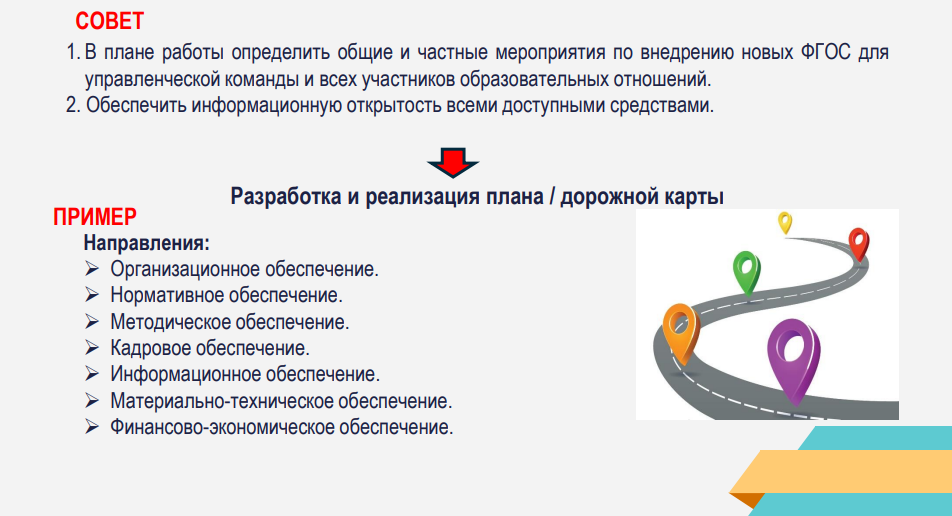 СОВЕТ
1. В плане работы определить общие и частные мероприятия по внедрению новых ФГОС для
управленческой команды и всех участников образовательных отношений.
2. Обеспечить информационную открытость всеми доступными средствами.
Разработка и реализация плана / дорожной карты
ПРИМЕР
Направления:
➢ Организационное обеспечение.
➢ Нормативное обеспечение.
➢ Методическое обеспечение.
➢ Кадровое обеспечение.
➢ Информационное обеспечение.
➢ Материально-техническое обеспечение.
➢ Финансово-экономическое обеспечение.